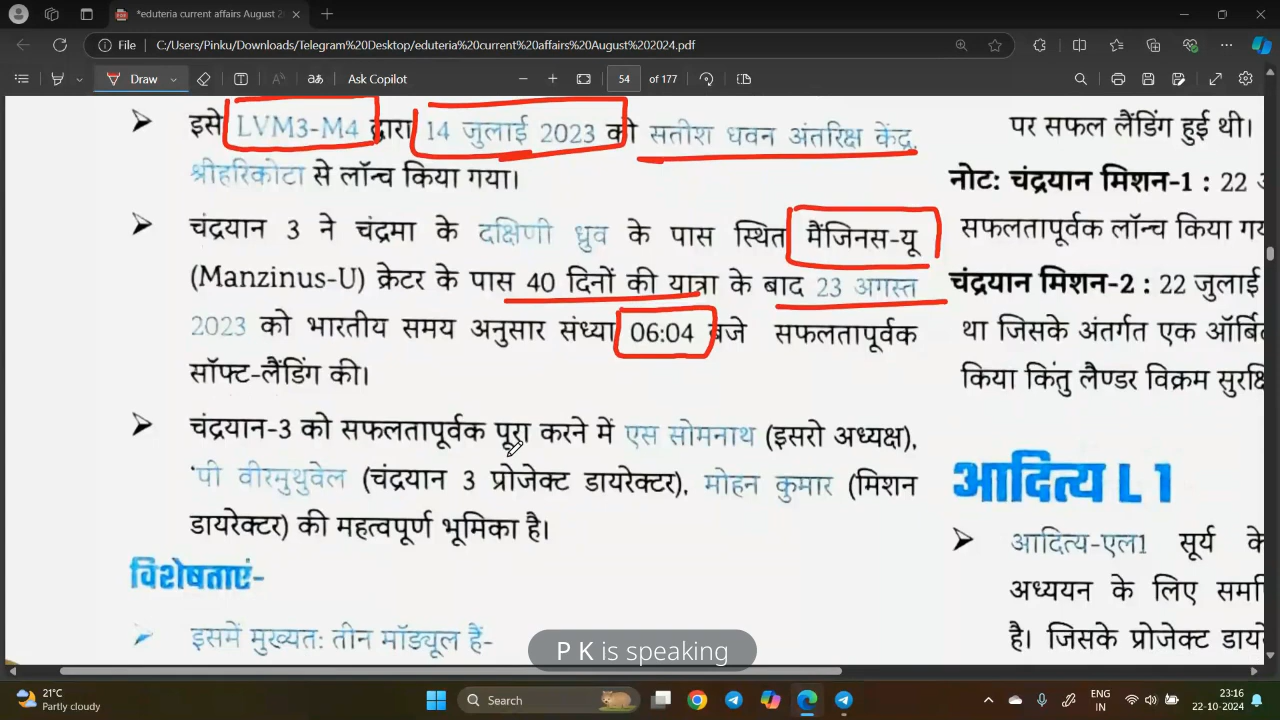 *eduteria current affairs August 2
File
C:/Users/Pinku/Downloads/Telegram%20Desktop/eduteria%20current%20affairs%20August%202024.pdf
Draw
Ask Copilot
54 of 177
इसे LVM3-M4 द्वारा 14 जुलाई 2023 को सतीश धवन अंतरिक्ष केंद्र,
श्रीहरिकोटा से लॉन्च किया गया।
चंद्रयान 3 ने चंद्रमा के दक्षिणी ध्रुव के पास स्थित मैंजिनस-यू
(Manzinus-U) क्रेटर के पास 40 दिनों की यात्रा के बाद 23 अगस्त
2023 को भारतीय समय अनुसार संध्या 06:04 बजे सफलतापूर्वक
सॉफ्ट-लैंडिंग की।
चंद्रयान-3 को सफलतापूर्वक पूरा करने में एस सोमनाथ (इसरो अध्यक्ष),
पी वीरमुथुवेल (चंद्रयान 3 प्रोजेक्ट डायरेक्टर), मोहन कुमार (मिशन
डायरेक्टर) की महत्वपूर्ण भूमिका है।
विशेषताएं-
इसमें मुख्यत: तीन मॉड्यूल हैं-
पर सफल लैंडिंग हुई थी।
नोट: चंद्रयान मिशन-1 : 22
सफलतापूर्वक लॉन्च किया
चंद्रयान मिशन-2 : 22 जुलाई
था जिसके अंतर्गत एक
किया किंतु लैण्डर विक्रम
आदित्य L 1
आदित्य-एल1 सूर्य के
अध्ययन के लिए
है। जिसके प्रोजेक्ट
P K is speaking
21°C
Partly cloudy
Search
ENG
IN
23:16
22-10-2024